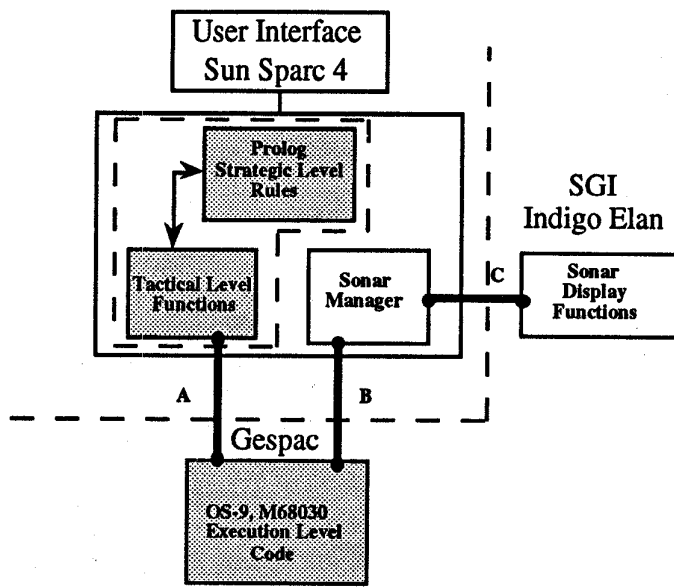 User Interface
Sun Sparc 4
Prolog
Strategic Level
Rules
SGI
Indigo Elan
Tactical Level
Functions
Sonar
Manager
C
Sonar
Display
Functions
A
B
Gespac
OS-9, M68030
Execution Level
Code